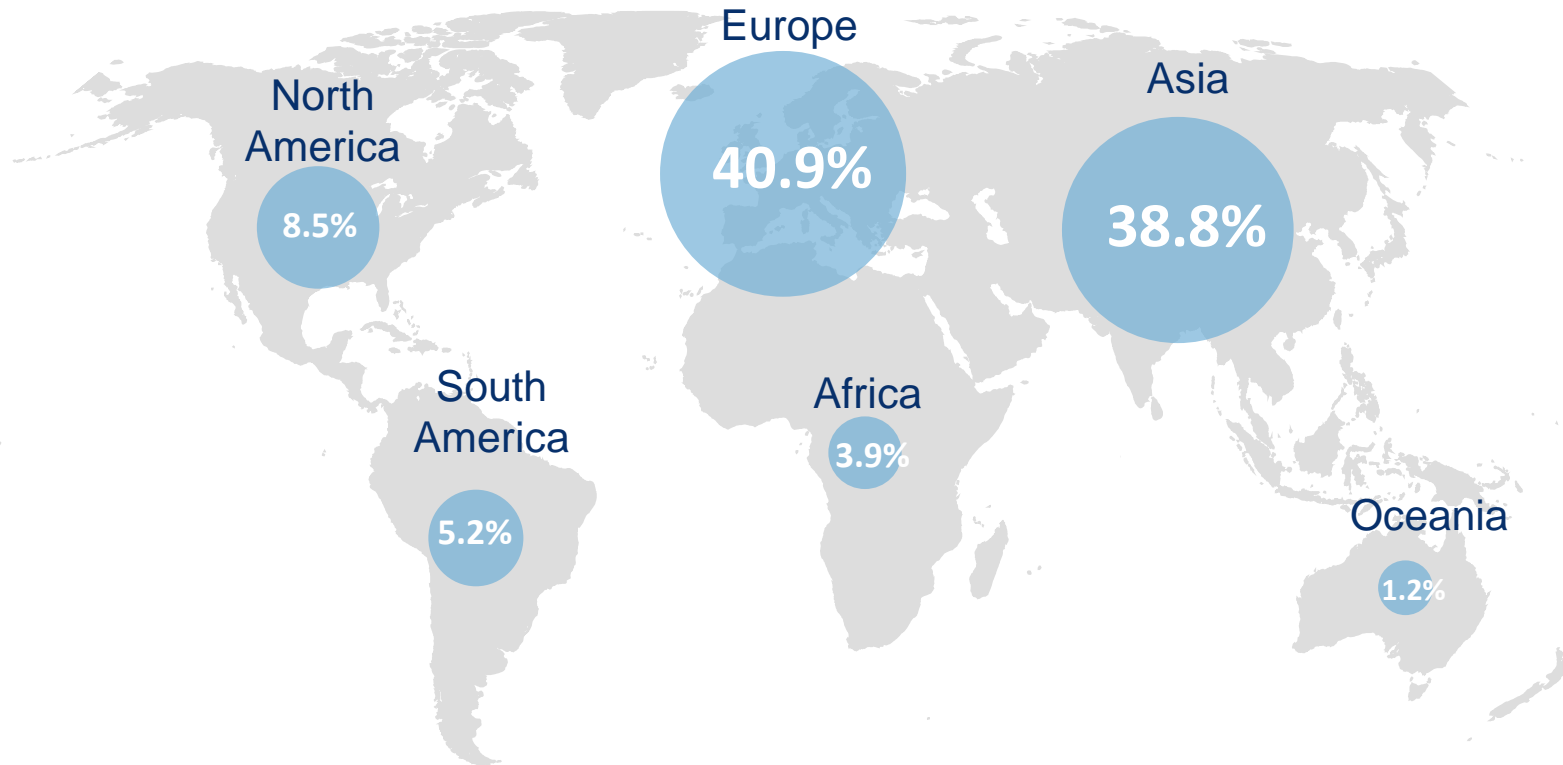 Europe
40.9%
Asia
38.8%
North
America
8.5%
South
America
5.2%
Africa
3.9%
Oceania
1.2%